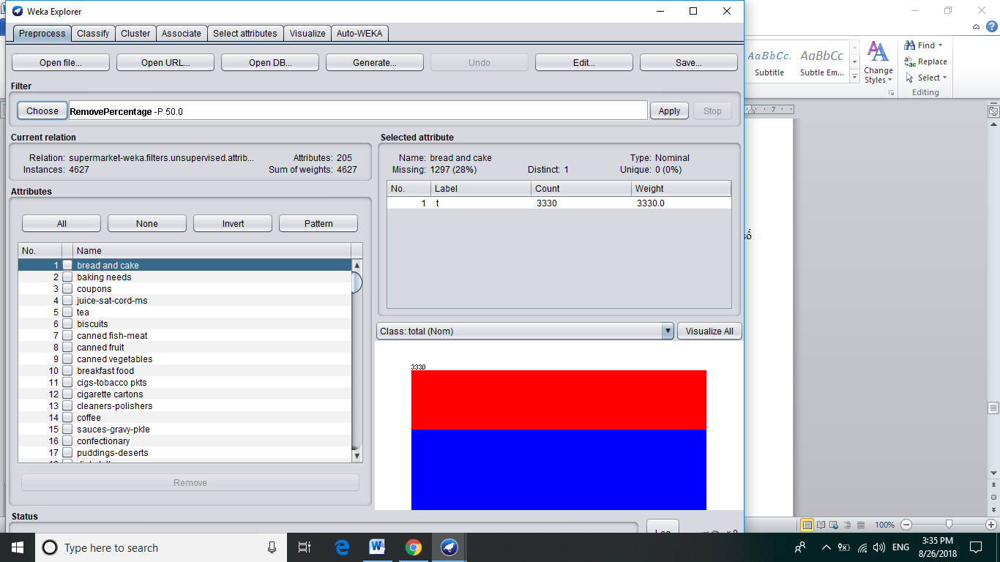 Weka Explorer
Preprocess Classify Cluster Associate Select attributes Visualize Auto-WEKA
Open file... Open URL... Open DB... Generate... Undo Edit... Save...
Filter
Choose RemovePercentage -P 50.0 Apply Stop
Current relation
Relation: supermarket-weka.filters.unsupervised.attrib... Attributes: 205
Instances: 4627 Sum of weights: 4627
Attributes
All None Invert Pattern
No. Name
1 bread and cake
2 baking needs
3 coupons
4 juice-sat-cord-ms
5 tea
6 biscuits
7 canned fish-meat
8 canned fruit
9 canned vegetables
10 breakfast food
11 cigs-tobacco pkts
12 cigarette cartons
13 cleaners-polishers
14 coffee
15 sauces-gravy-pkle
16 confectionary
17 puddings-deserts
Remove
Status
Selected attribute
Name: bread and cake Type: Nominal
Missing: 1297 (28%) Distinct: 1 Unique: 0 (0%)
No. Label Count Weight
1 t 3330 3330.0
Class: total (Nom) Visualize All
3330
Log
x 0
AaBbCc. AaBbCc
Subtitle Subtle Em...
Change
Styles
Find
Replace
Select
Editing
7
số
100%
Type here to search
ENG
3:35 PM
8/26/2018